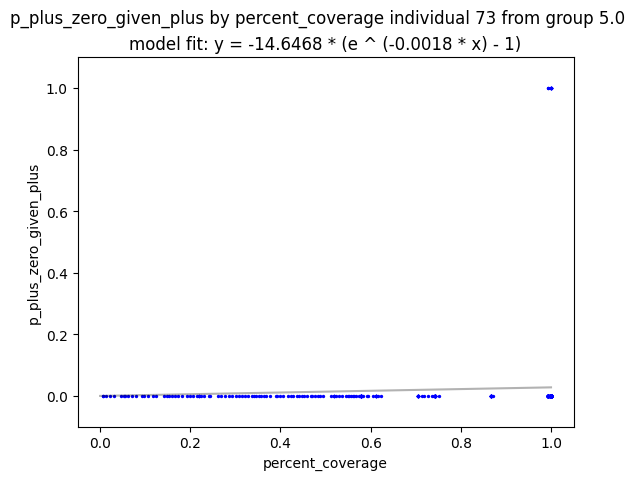 p_plus_zero_given_plus by percent_coverage individual 73 from group 5.0
model fit: y = -14.6468 * (e ^ (-0.0018 * x) - 1)
1.0
0.8
0.6
0.4
0.2
0.0
p_plus_zero_given_plus
0.0 0.2 0.4 0.6 0.8 1.0
percent_coverage